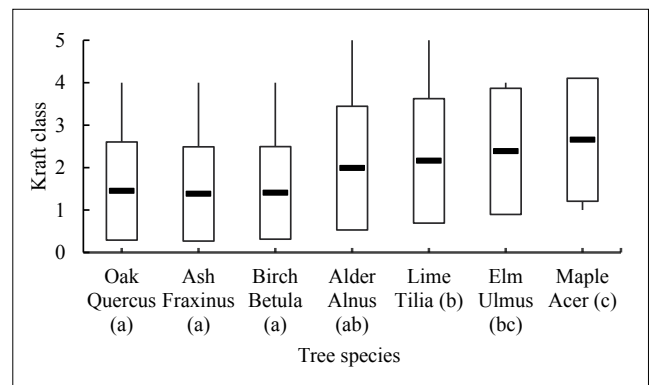 5
4
3
2
1
0
Kraft class
Oak Ash Birch Alder Lime Elm Maple
Quercus Fraxinus Betula Alnus Tilia (b) Ulmus Acer (c)
(a) (a) (a) (ab) (bc)
Tree species